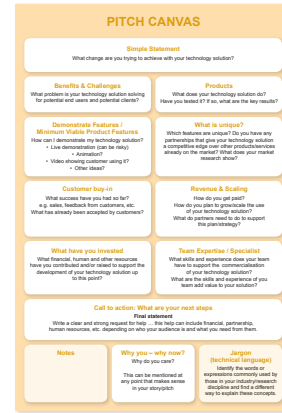 PITCH CANVAS
Simple Statement
What change are you trying to achieve with your technology solution?
Benefits & Challenges
What problem is your technology solution solving
for potential end users and potential clients?
Products
What does your technology solution do?
Have you tested it? If so, what are the key results?
Demonstrate Features /
Minimum Viable Product Features
How can I demonstrate my technology solution?
• Live demonstration (can be risky)
• Animation?
• Video showing customer using it?
• Other ideas?
What is unique?
Which features are unique? Do you have any
partnerships that give your technology solution
a competitive edge over other products/services
already on the market? What does your market
research show?
Customer buy-in
What success have you had so far?
e.g. sales, feedback from customers, etc.
What has already been accepted by customers?
Revenue & Scaling
How do you get paid?
How do you plan to grow/scale the use
of your technology solution?
What do partners need to do to support
this plan/strategy?
What have you invested
What financial, human and other resources
have you contributed and/or raised to support the
development of your technology solution up
to this point?
Team Expertise / Specialist
What skills and experience does your team
have to support the commercialisation
of your technology solution?
What are the skills and experience of you
team add value to your solution?
Call to action: What are your next steps
Final statement
Write a clear and strong request for help ... this help can include financial, partnership,
human resources, etc. depending on who your audience is and what you need from them.
Notes
Why you – why now?
Why do you care?
This can be mentioned at
any point that makes sense
in your story/pitch
Jargon
(technical language)
Identify the words or
expressions commonly used by
those in your industry/research
discipline and find a different
way to explain these concepts.